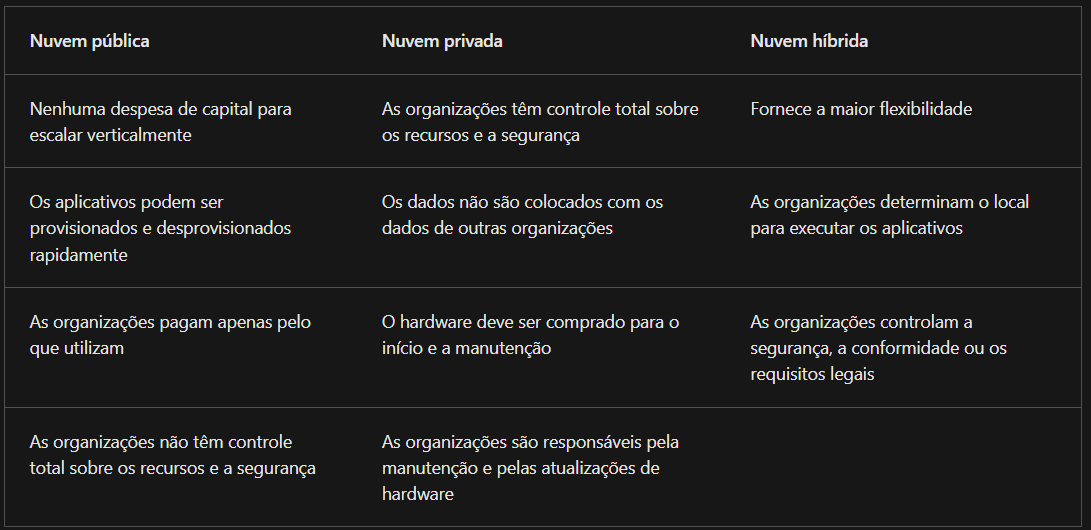 Nuvem pública
Nuvem privada
Nuvem híbrida
Nenhuma despesa de capital para
escalar verticalmente
As organizações têm controle total sobre
os recursos e a segurança
Fornece a maior flexibilidade
Os aplicativos podem ser
provisionados e desprovisionados
rapidamente
Os dados não são colocados com os
dados de outras organizações
As organizações determinam o local
para executar os aplicativos
As organizações pagam apenas pelo
que utilizam
O hardware deve ser comprado para o
início e a manutenção
As organizações controlam a
segurança, a conformidade ou os
requisitos legais
As organizações não têm controle
total sobre os recursos e a segurança
As organizações são responsáveis pela
manutenção e pelas atualizações de
hardware